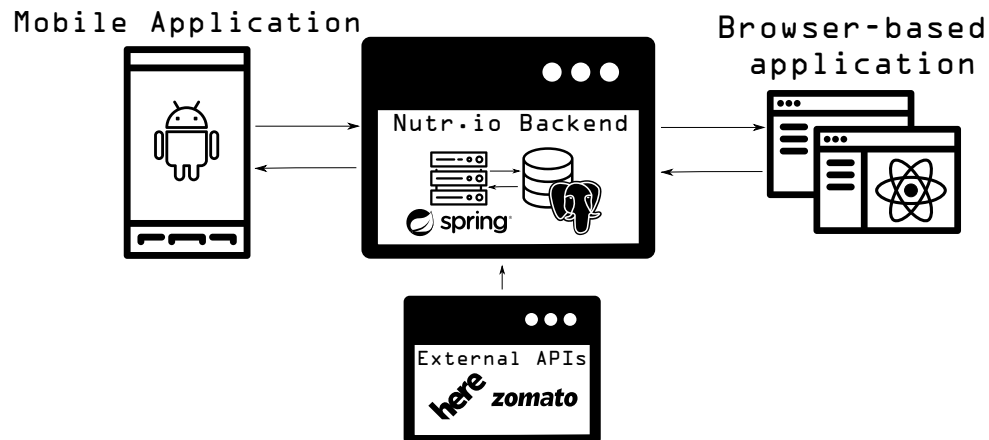 Mobile Application
Browser-based
application
Nutr.io Backend
spring
External APIs
here
zomato